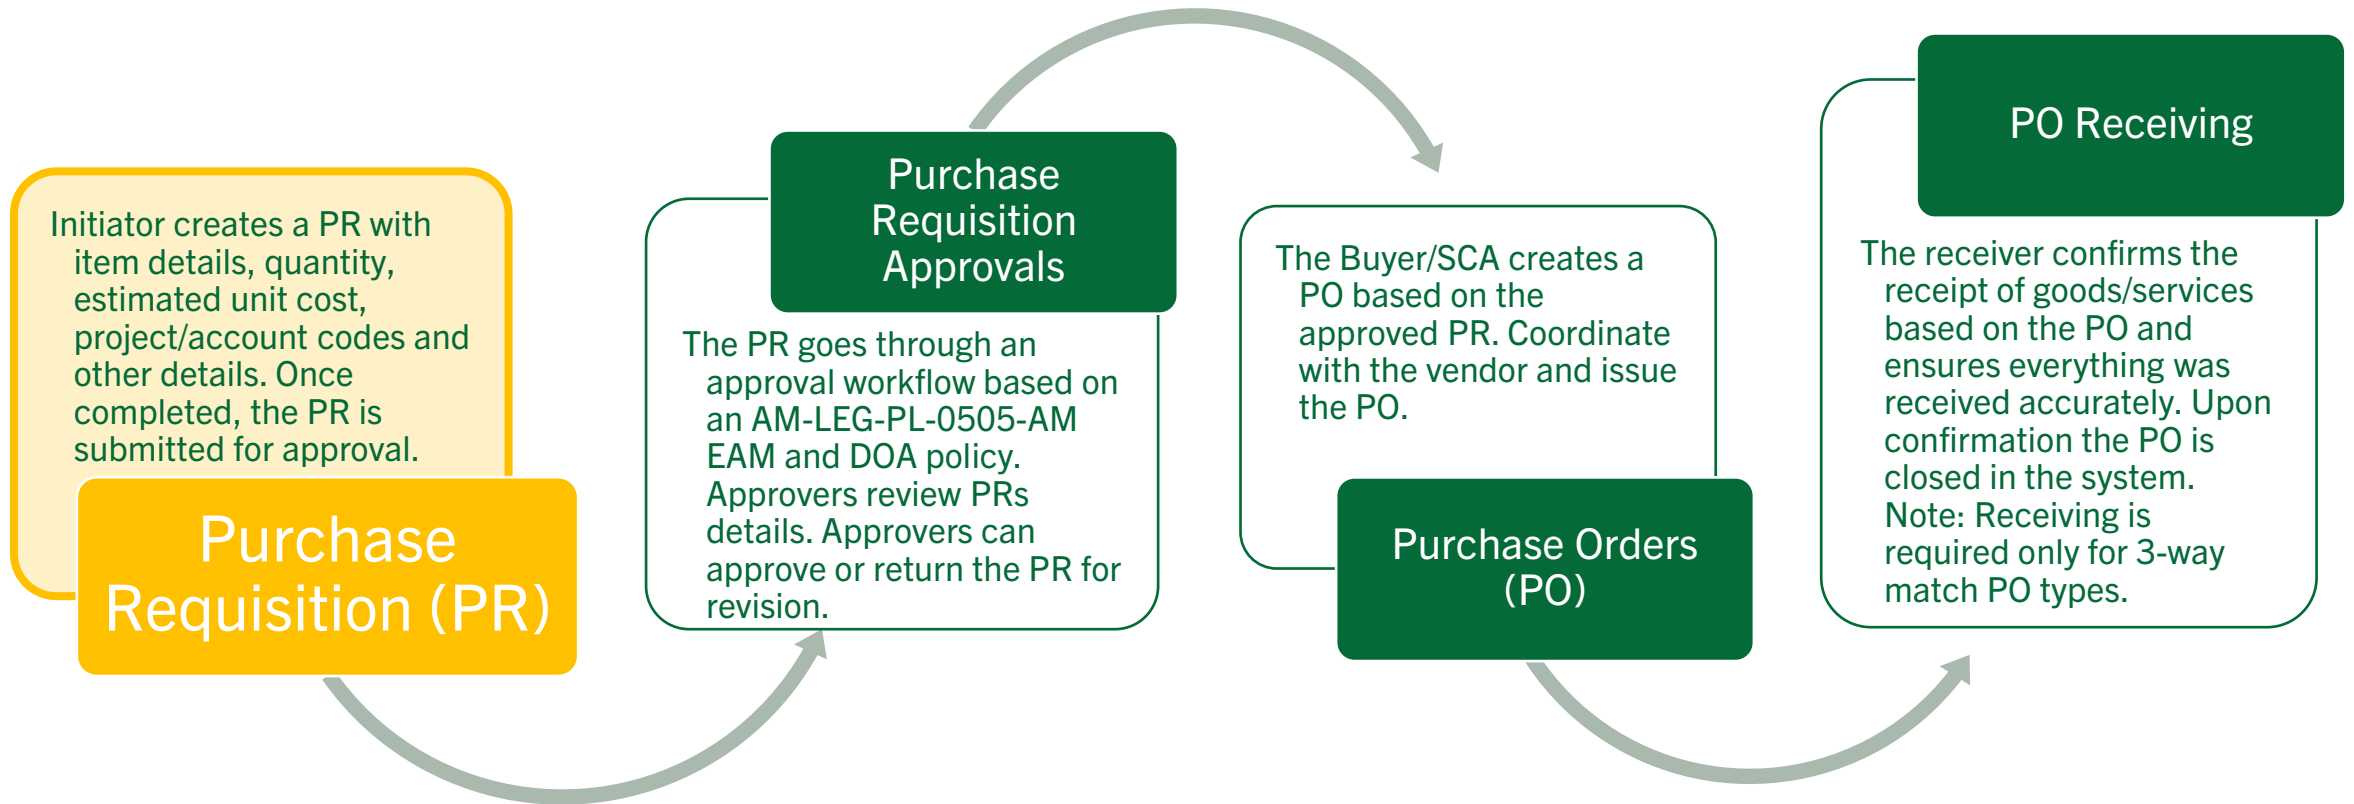 Initiator creates a PR with
item details, quantity,
estimated unit cost,
project/account codes and
other details. Once
completed, the PR is
submitted for approval.
Purchase
Requisition (PR)
Purchase
Requisition
Approvals
The PR goes through an
approval workflow based on
an AM-LEG-PL-0505-AM
EAM and DOA policy.
Approvers review PRs
details. Approvers can
approve or return the PR for
revision.
The Buyer/SCA creates a
PO based on the
approved PR. Coordinate
with the vendor and issue
the PO.
Purchase Orders
(PO)
PO Receiving
The receiver confirms the
receipt of goods/services
based on the PO and
ensures everything was
received accurately. Upon
confirmation the PO is
closed in the system.
Note: Receiving is
required only for 3-way
match PO types.